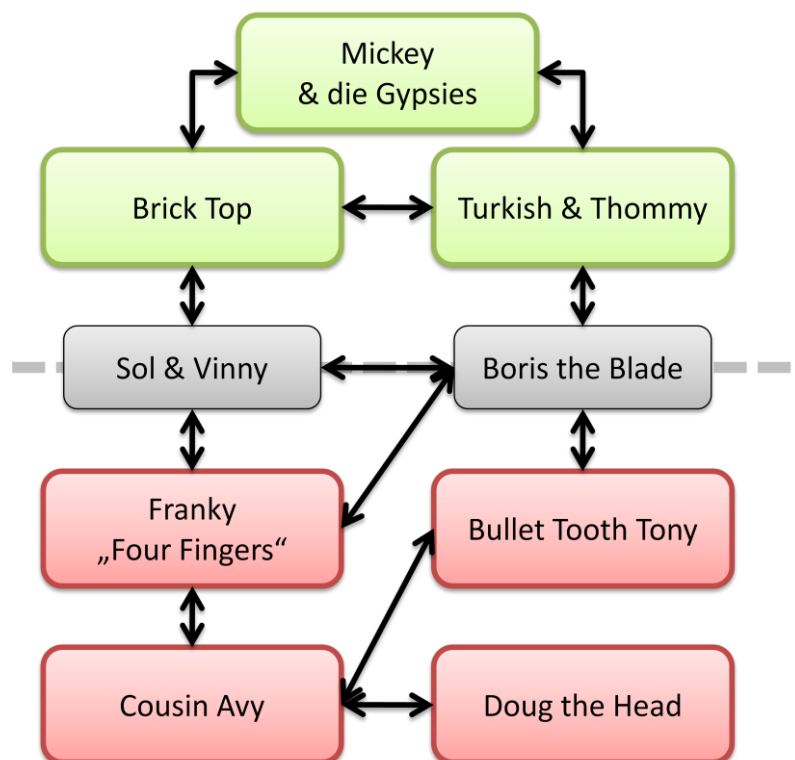 Mickey
& die Gypsies
Brick Top
Turkish & Thommy
Sol & Vinny
Boris the Blade
Franky
„Four Fingers“
Bullet Tooth Tony
Cousin Avy
Doug the Head